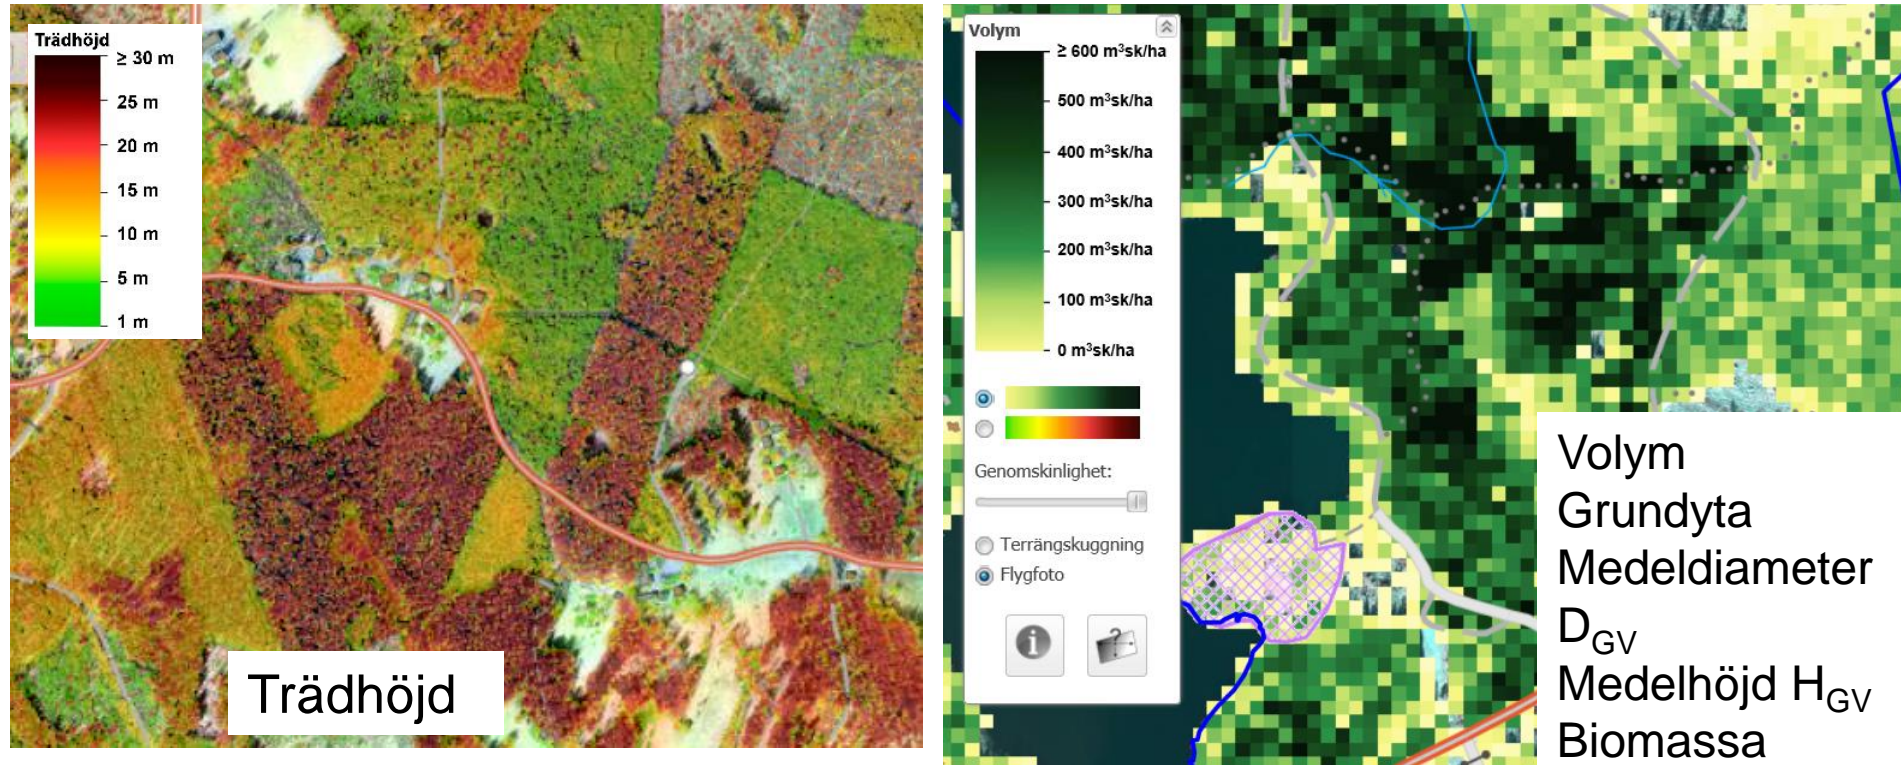 Trädhöjd
≥ 30 m
25 m
20 m
15 m
10 m
5 m
1 m
Trädhöjd
Volym
≥ 600 m³sk/ha
500 m³sk/ha
400 m³sk/ha
300 m³sk/ha
200 m³sk/ha
100 m³sk/ha
0 m³sk/ha
Genomskinlighet:
Terrängskuggning
Flygfoto
i
Volym
Grundyta
Medeldiameter
D_GV
Medelhöjd H_GV
Biomassa